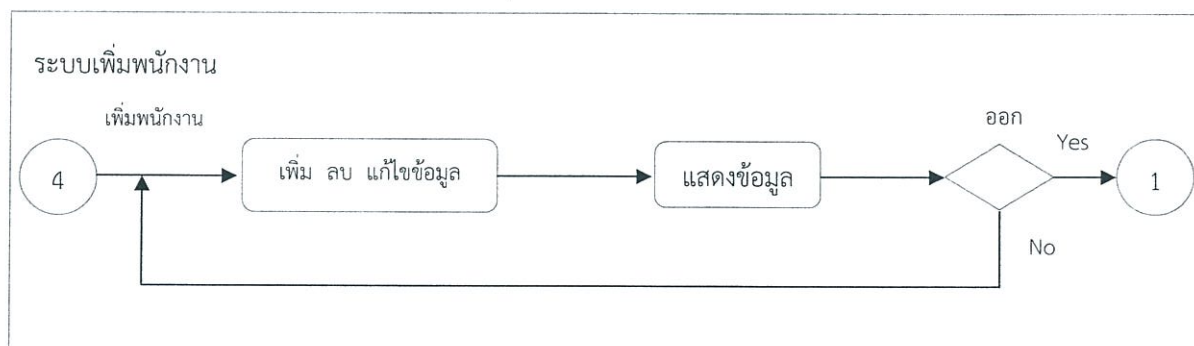 ระบบเพิ่มพนักงาน
เพิ่มพนักงาน
4
เพิ่ม ลบ แก้ไขข้อมูล
แสดงข้อมูล
ออก
Yes
1
No